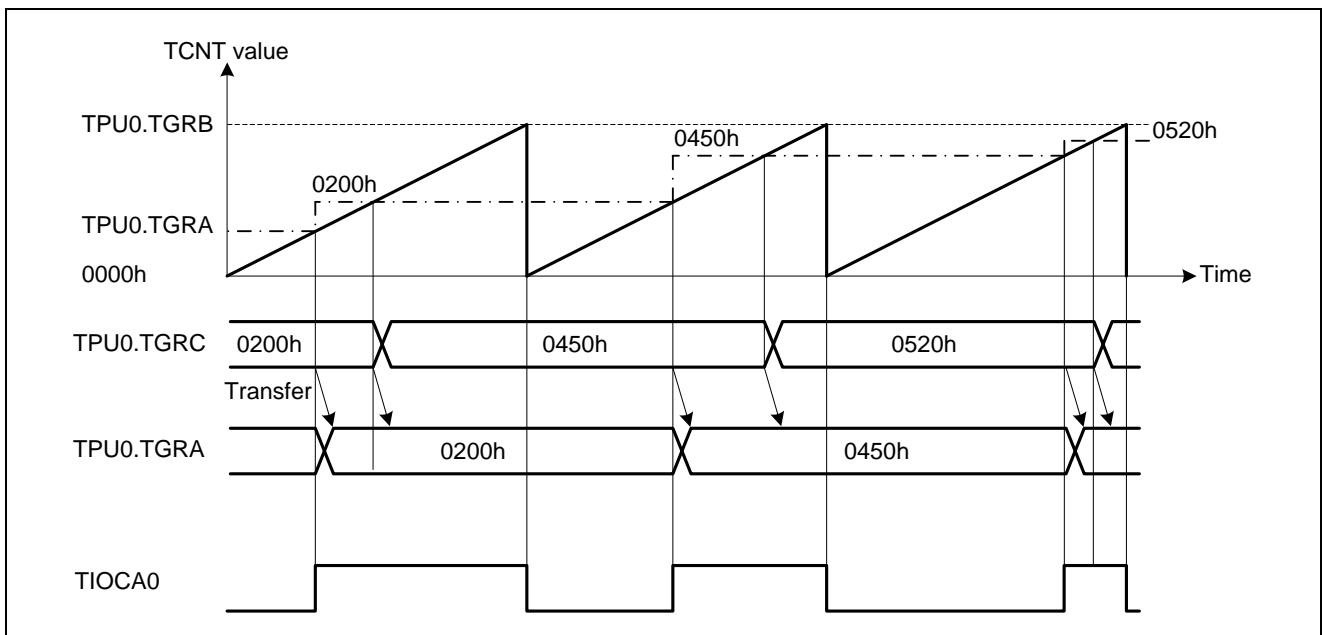 TCNT value
TPU0.TGRB
0520h
0450h
0200h
TPU0.TGRA
0000h
Time
TPU0.TGRC
0200h
0450h
0520h
Transfer
TPU0.TGRA
0200h
0450h
TIOCA0